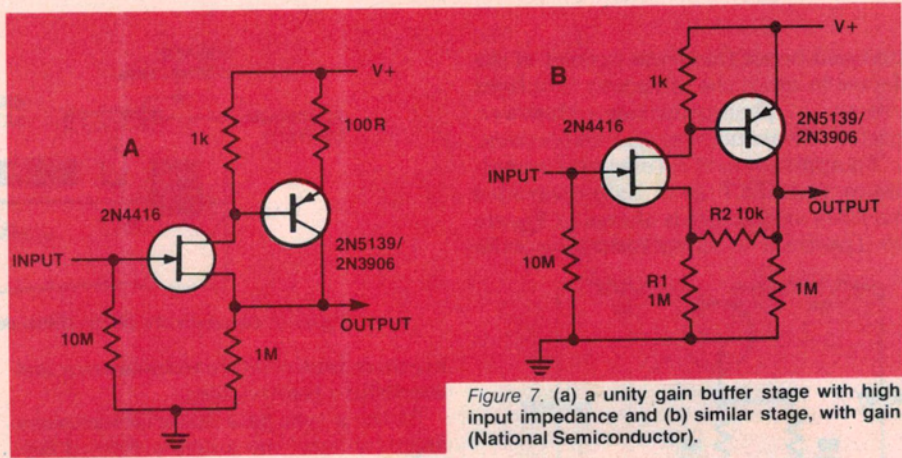 A
V+
1k
100R
2N4416
INPUT
2N5139/
2N3906
10M
OUTPUT
1M
B
V+
1k
2N5139/
2N3906
2N4416
INPUT
R2 10k
OUTPUT
10M
R1
1M
1M
Figure 7. (a) a unity gain buffer stage with high
input impedance and (b) similar stage, with gain
(National Semiconductor).